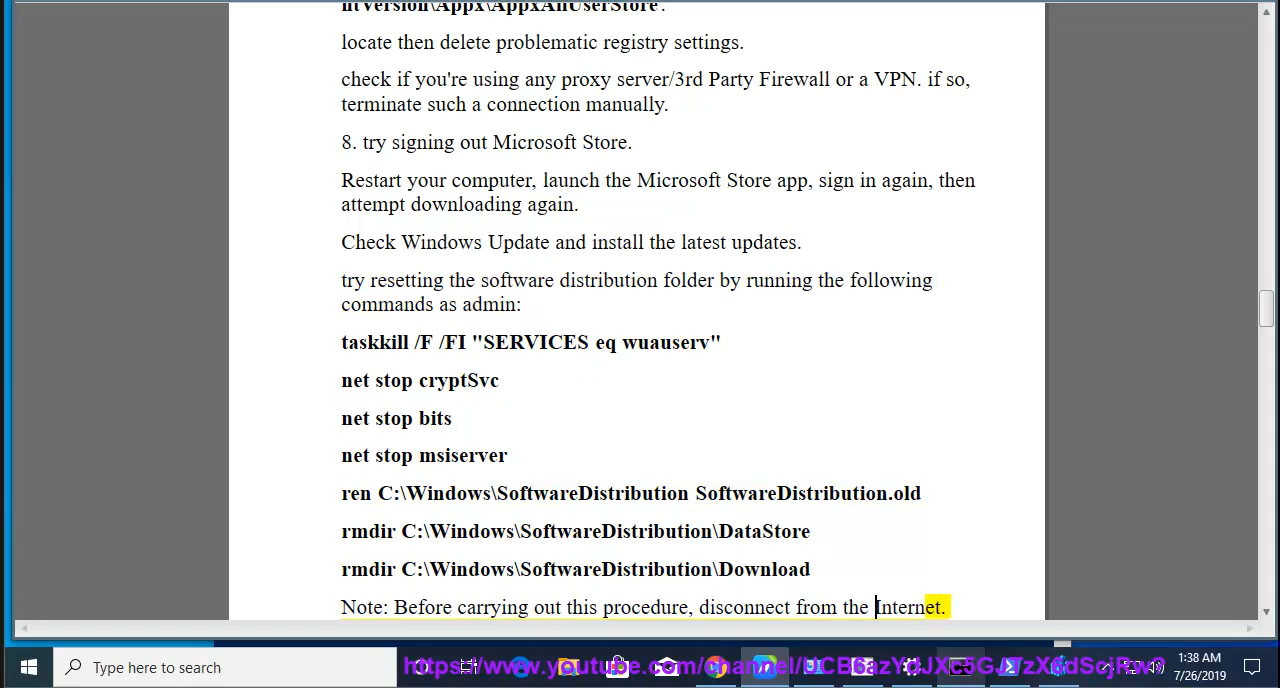 ntVersion\Appx\AppxAllUserStore'.
locate then delete problematic registry settings.
check if you're using any proxy server/3rd Party Firewall or a VPN. if so,
terminate such a connection manually.
8. try signing out Microsoft Store.
Restart your computer, launch the Microsoft Store app, sign in again, then
attempt downloading again.
Check Windows Update and install the latest updates.
try resetting the software distribution folder by running the following
commands as admin:
taskkill /F /FI "SERVICES eq wuauserv"
net stop cryptSvc
net stop bits
net stop msiserver
ren C:\Windows\SoftwareDistribution SoftwareDistribution.old
rmdir C:\Windows\SoftwareDistribution\DataStore
rmdir C:\Windows\SoftwareDistribution\Download
Note: Before carrying out this procedure, disconnect from the Internet.
Type here to search
1:38 AM
7/26/2019